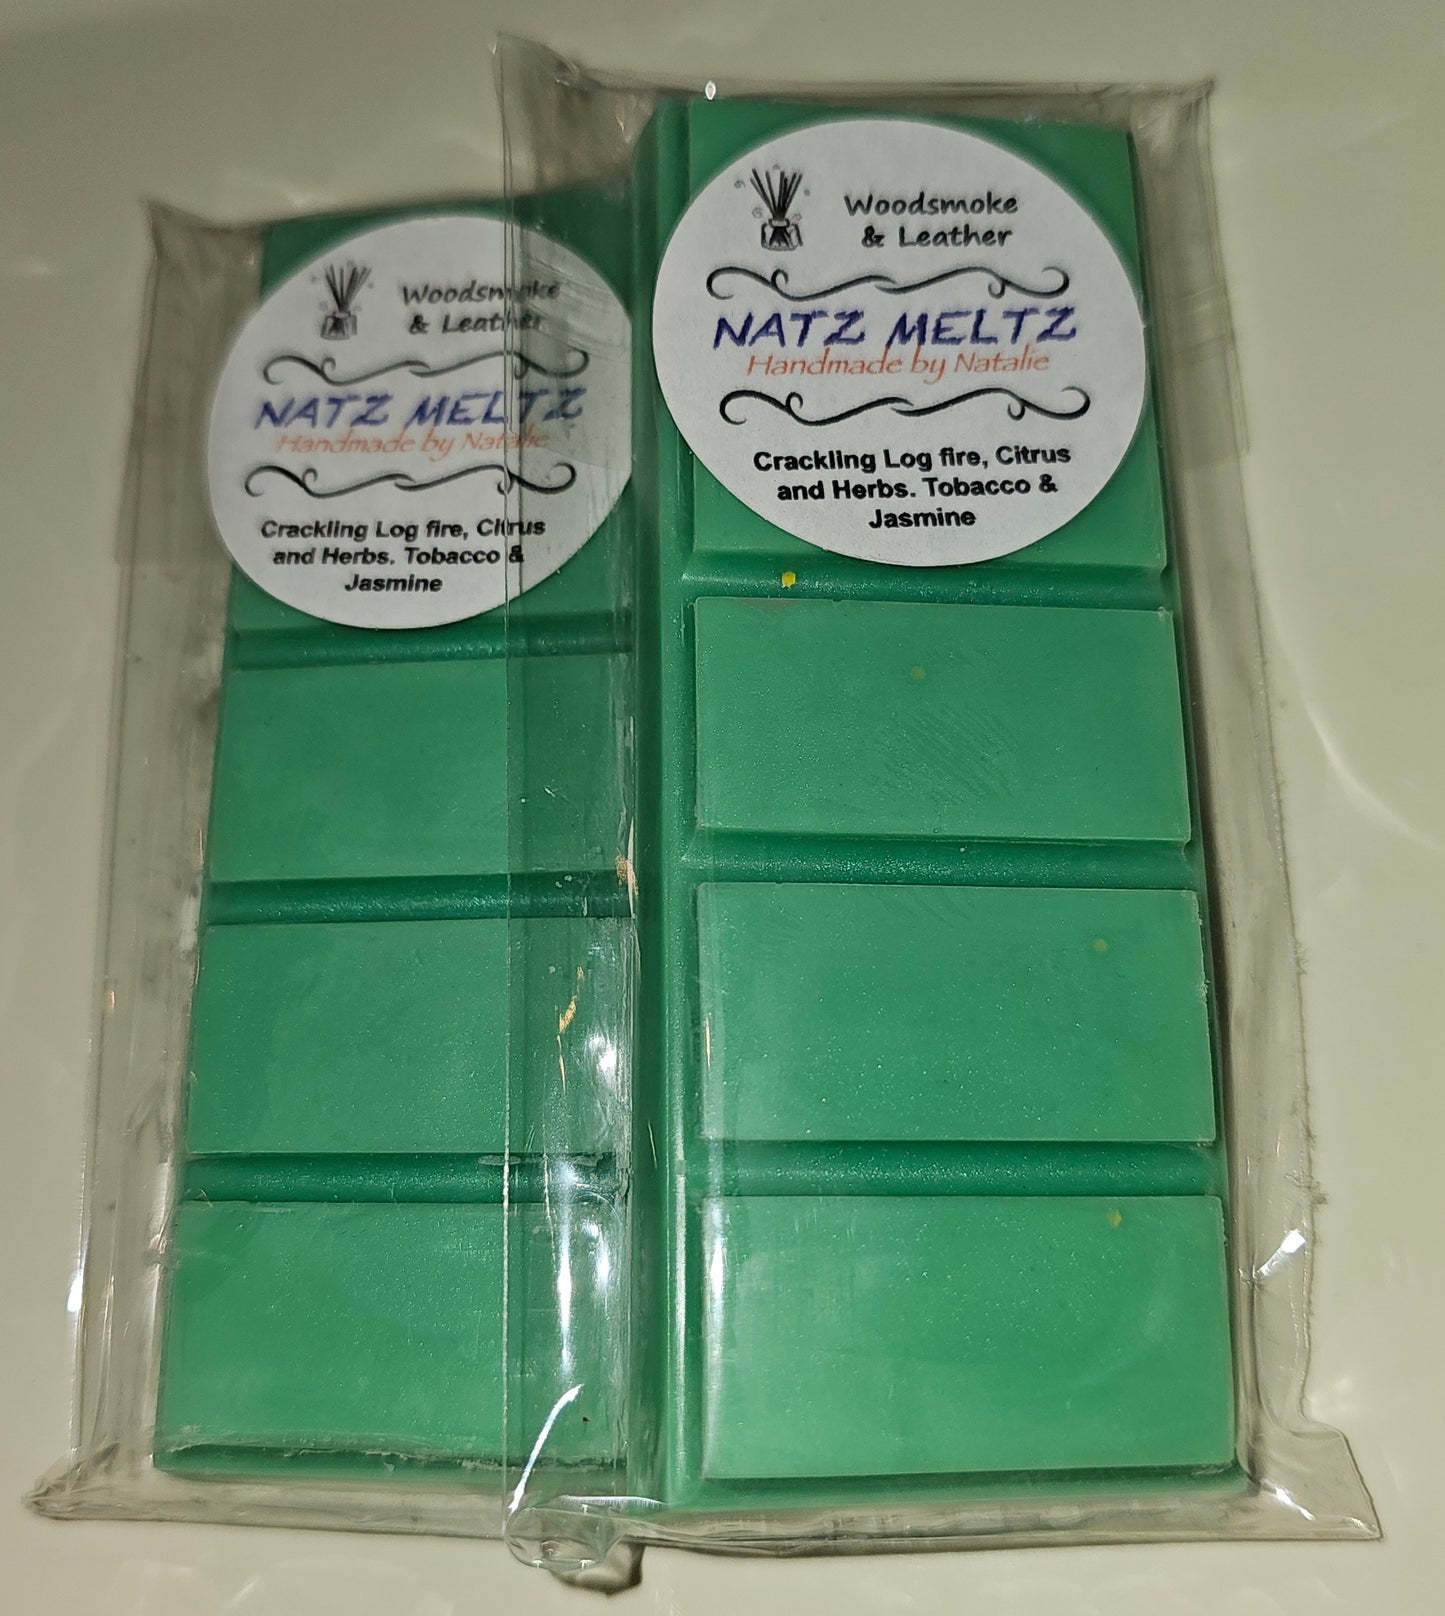 Woodsmoke
& Leather
NATZ MELTZ
Handmade by Natalie
Crackling Log fire, Citrus
and Herbs. Tobacco &
Jasmine
Woodsmoke
& Leather
NATZ MELTZ
Handmade by Natalie
Crackling Log fire, Citrus
and Herbs. Tobacco &
Jasmine